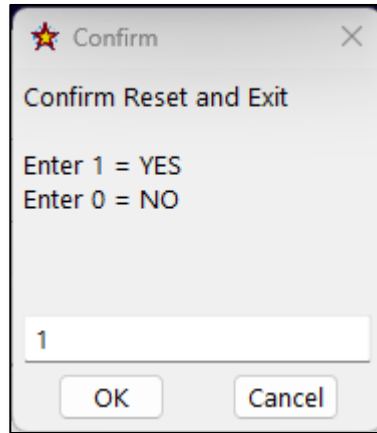 Confirm
Confirm Reset and Exit
Enter 1 = YES
Enter 0 = NO
1
OK Cancel